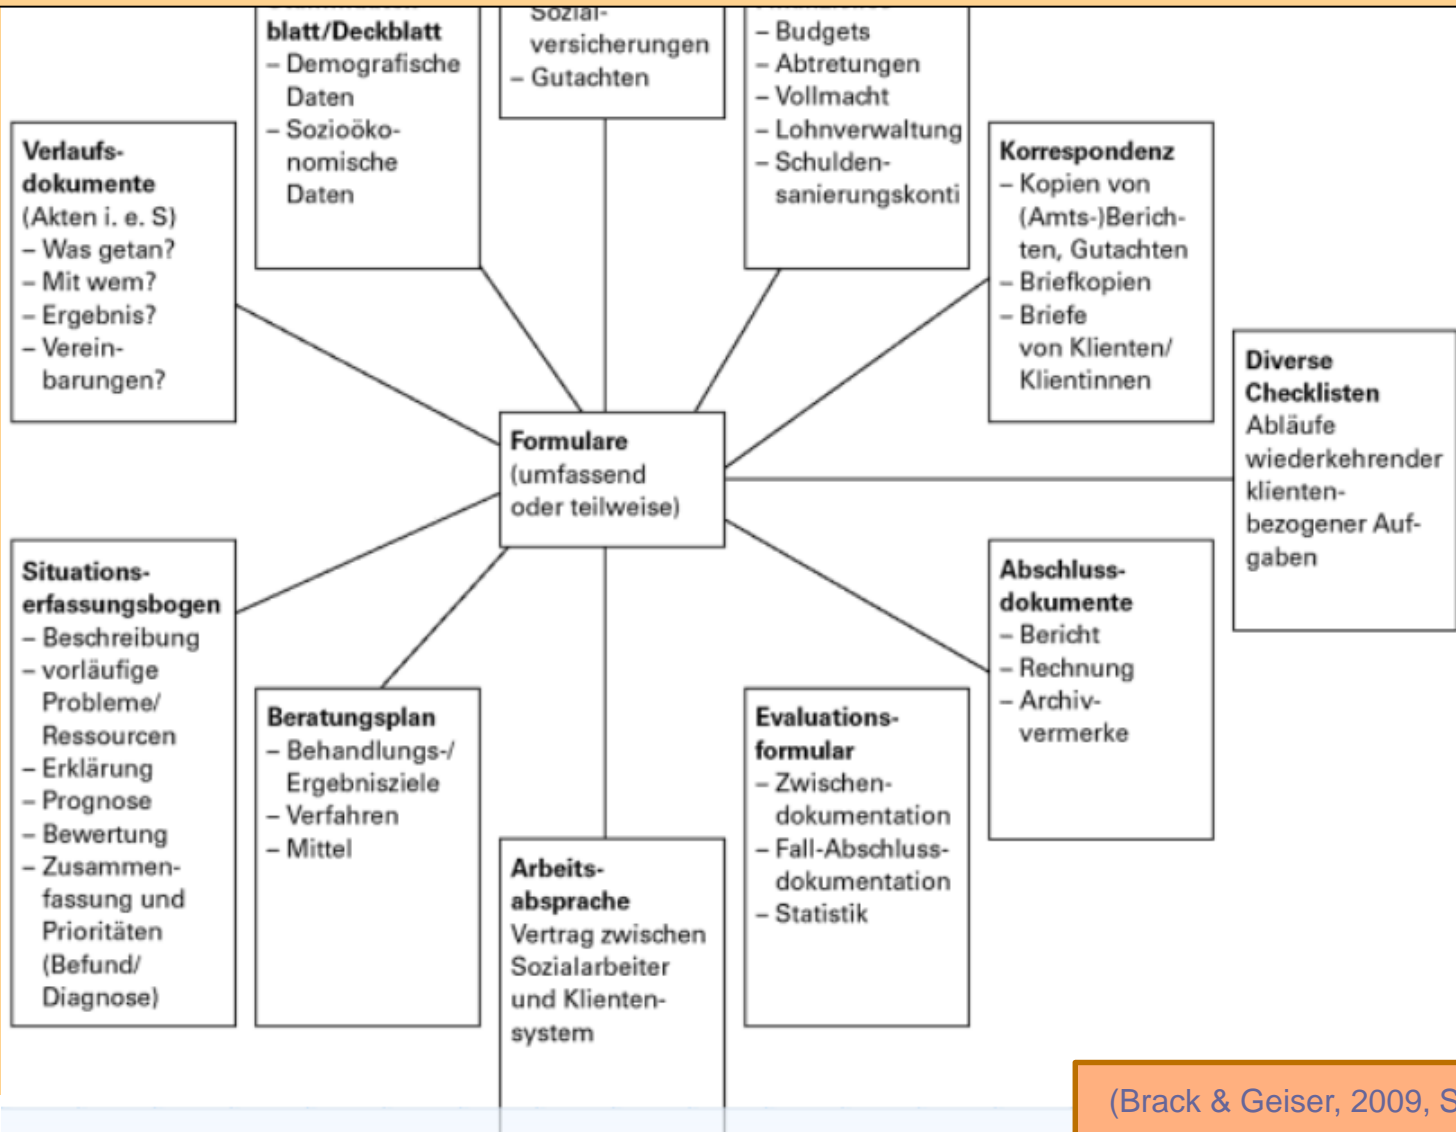 blatt/Deckblatt
– Demografische
Daten
– Sozioöko-
nomische
Daten
Sozial-
versicherungen
– Gutachten
– Budgets
– Abtretungen
– Vollmacht
– Lohnverwaltung
– Schulden-
sanierungskonti
Verlaufs-
dokumente
(Akten i. e. S)
– Was getan?
– Mit wem?
– Ergebnis?
– Verein-
barungen?
Korrespondenz
– Kopien von
(Amts-)Berich-
ten, Gutachten
– Briefkopien
– Briefe
von Klienten/
Klientinnen
Diverse
Checklisten
Abläufe
wiederkehrender
klienten-
bezogener Auf-
gaben
Formulare
(umfassend
oder teilweise)
Situations-
erfassungsbogen
– Beschreibung
– vorläufige
Probleme/
Ressourcen
– Erklärung
– Prognose
– Bewertung
– Zusammen-
fassung und
Prioritäten
(Befund/
Diagnose)
Beratungsplan
– Behandlungs-/
Ergebnisziele
– Verfahren
– Mittel
Arbeits-
absprache
Vertrag zwischen
Sozialarbeiter
und Klienten-
system
Evaluations-
formular
– Zwischen-
dokumentation
– Fall-Abschluss-
dokumentation
– Statistik
Abschluss-
dokumente
– Bericht
– Rechnung
– Archiv-
vermerke
(Brack & Geiser, 2009, S